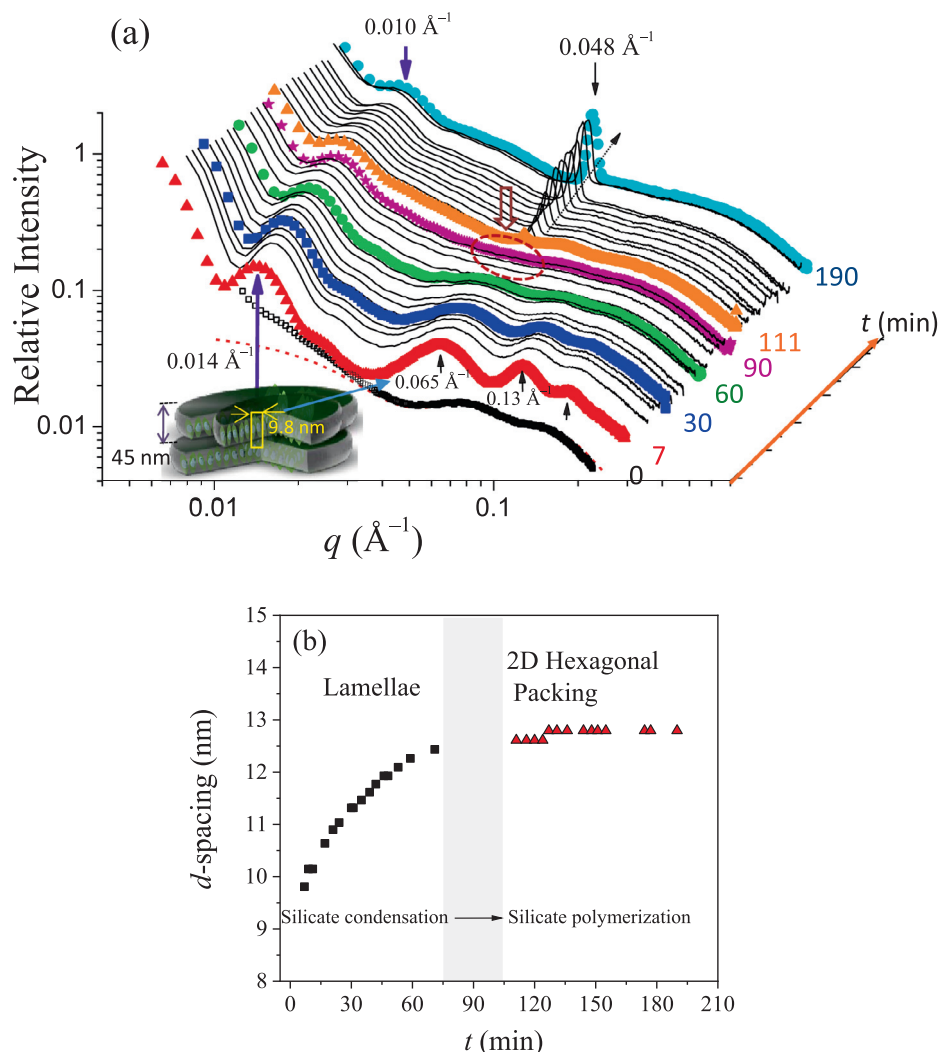 (a)
0.010 Å⁻¹
0.048 Å⁻¹
1
0.1
0.01
Relative Intensity
0.014 Å⁻¹
0.065 Å⁻¹
0.13 Å⁻¹
9.8 nm
45 nm
190
111
90
60
30
7
0
t (min)
0.01
0.1
q (Å⁻¹)
(b)
15
14
13
12
11
10
9
8
d-spacing (nm)
Lamellae
2D Hexagonal
Packing
Silicate condensation
Silicate polymerization
0
30
60
90
120
150
180
210
t (min)